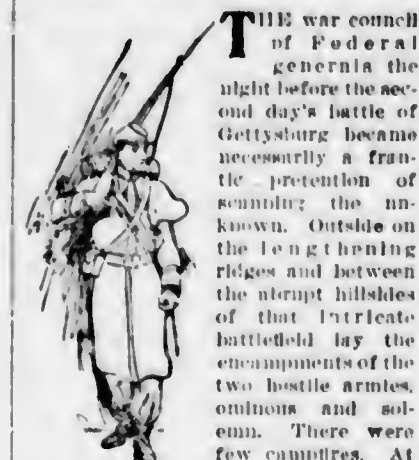 THE war council
of Federal
generals the
night before the sec-
ond day's battle of
Gettysburg became
necessarily a fran-
tic pretention of
scanning the un-
known. Outside on
the lengthening
ridges and between
the abrupt hillsides
of that intricate
battlefield lay the
encampments of the
two hostile armies,
ominous and sol-
emn. There were
few campfires. At